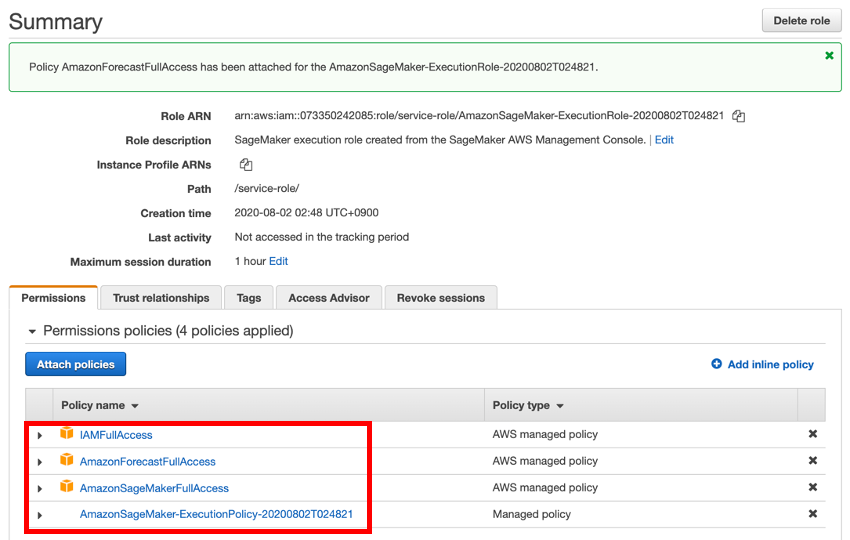 Summary
Delete role
Policy AmazonForecastFullAccess has been attached for the AmazonSageMaker-ExecutionRole-20200802T024821.
Role ARN arn:aws:iam::073350242085:role/service-role/AmazonSageMaker-ExecutionRole-20200802T024821
Role description SageMaker execution role created from the SageMaker AWS Management Console. | Edit
Instance Profile ARNs
Path /service-role/
Creation time 2020-08-02 02:48 UTC+0900
Last activity Not accessed in the tracking period
Maximum session duration 1 hour Edit
Permissions Trust relationships Tags Access Advisor Revoke sessions
Permissions policies (4 policies applied)
Attach policies Add inline policy
Policy name Policy type
IAMFullAccess AWS managed policy
AmazonForecastFullAccess AWS managed policy
AmazonSageMakerFullAccess AWS managed policy
AmazonSageMaker-ExecutionPolicy-20200802T024821 Managed policy